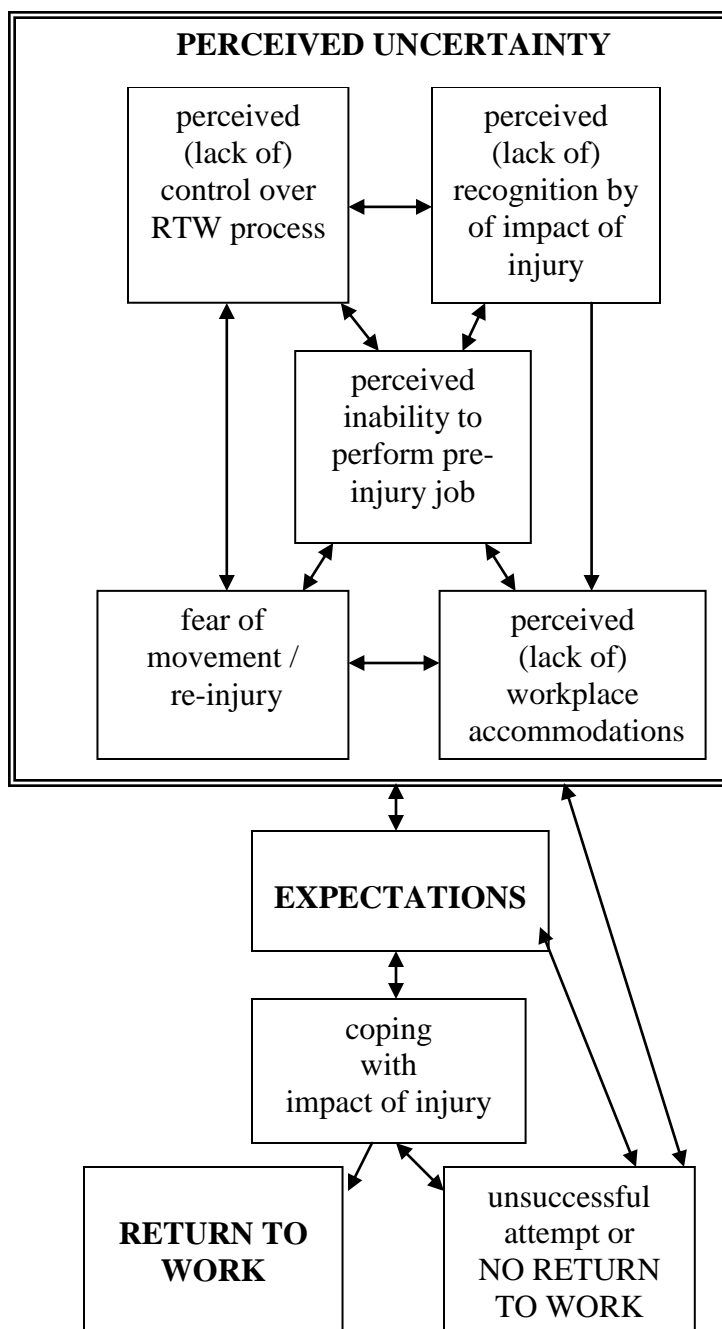 PERCEIVED UNCERTAINTY
perceived
(lack of)
control over
RTW process
perceived
(lack of)
recognition by
of impact of
injury
perceived
inability to
perform pre-
injury job
fear of
movement /
re-injury
perceived
(lack of)
workplace
accommodations
EXPECTATIONS
coping
with
impact of injury
RETURN TO
WORK
unsuccessful
attempt or
NO RETURN
TO WORK